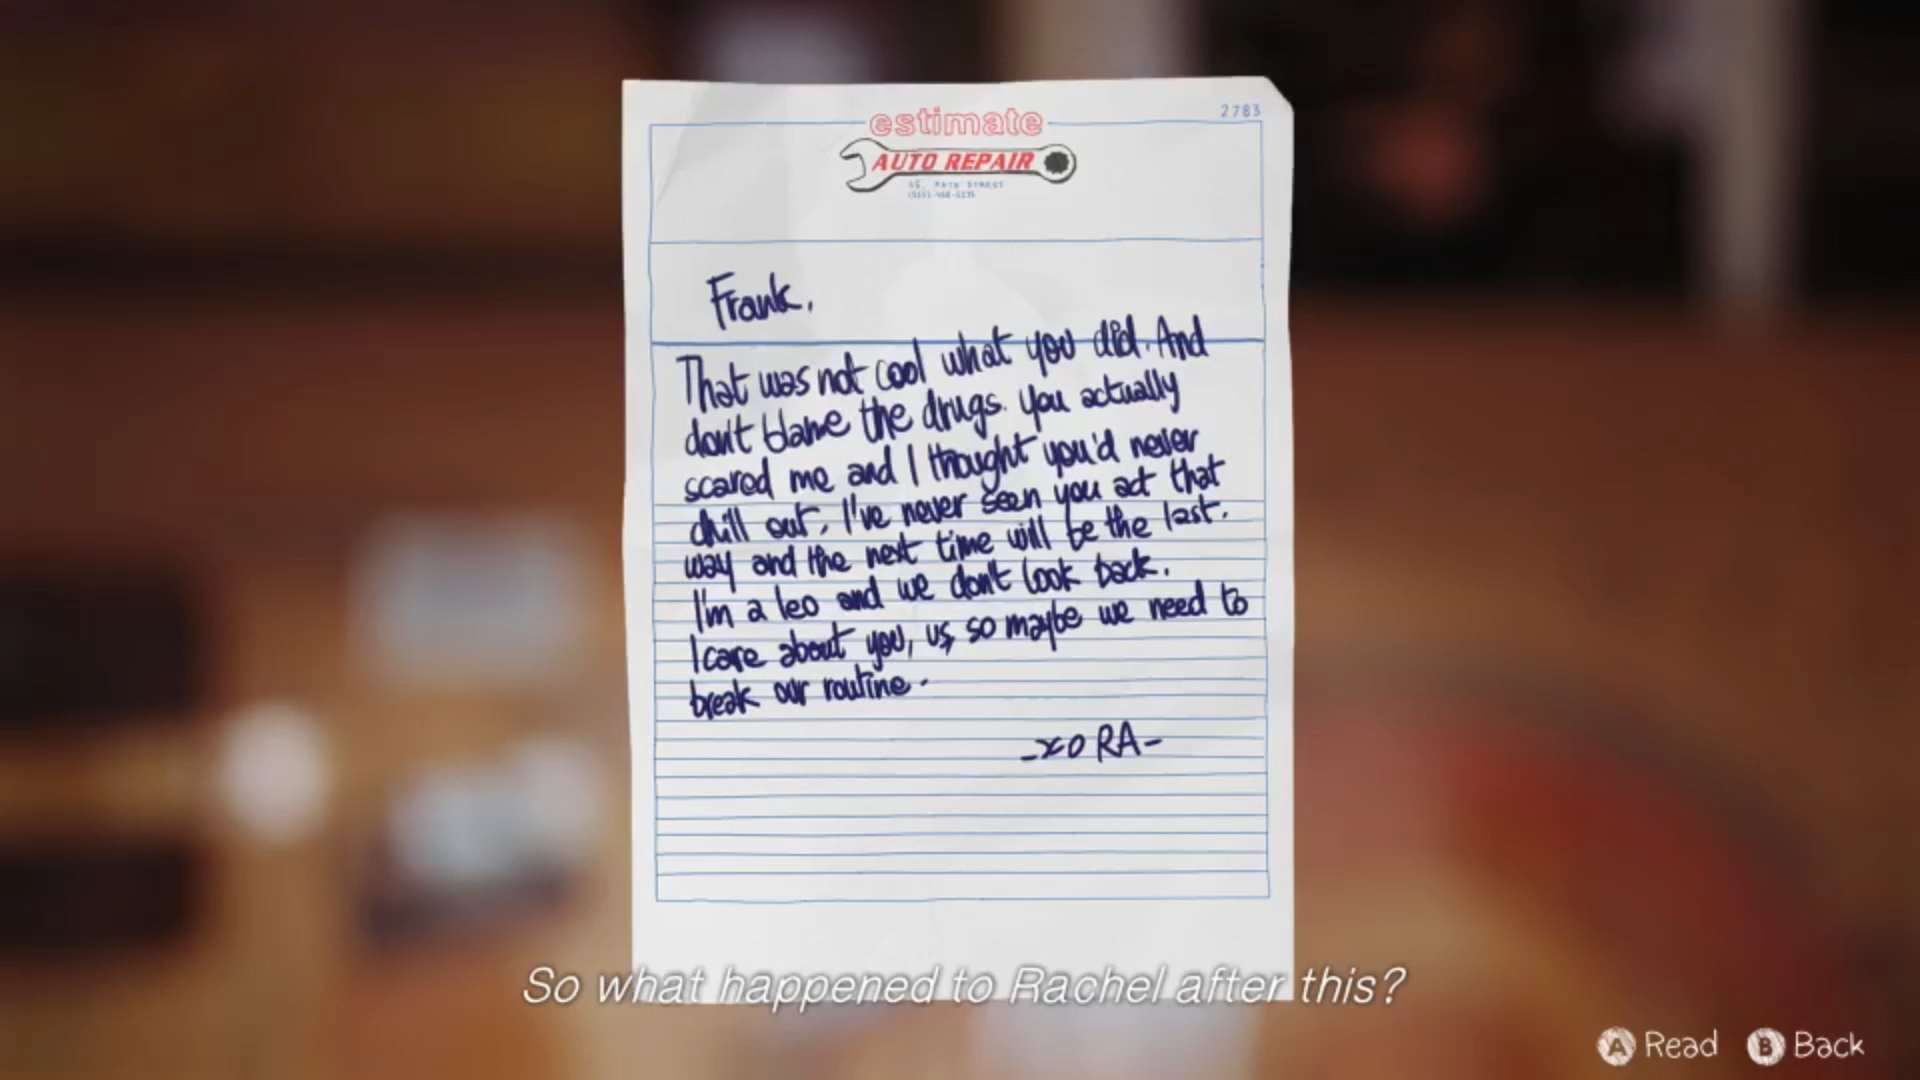 2783
estimate
AUTO REPAIR
Frank,
That was not cool what you did. And
don't blame the drugs. You actually
scared me and I thought you'd never
chill out. I've never seen you act that
way and the next time will be the last.
I'm a leo and we don't look back.
I care about you, us, so maybe we need to
break our routine.
-xo RA-
So what happened to Rachel after this?
A Read B Back